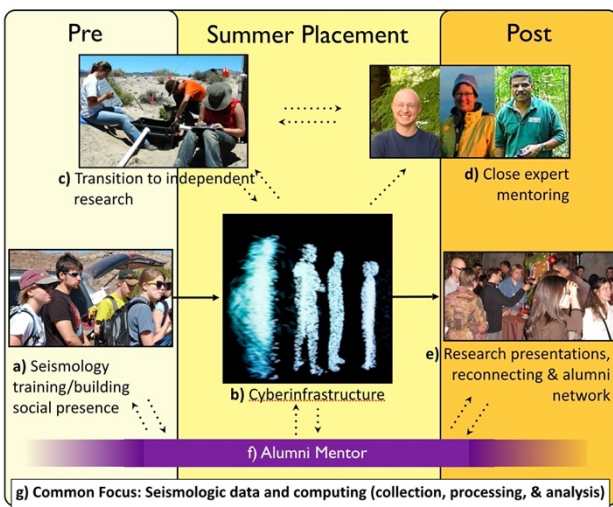 Pre
Summer Placement
Post
c) Transition to independent
research
d) Close expert
mentoring
a) Seismology
training/building
social presence
b) Cyberinfrastructure
e) Research presentations,
reconnecting & alumni
network
f) Alumni Mentor
g) Common Focus: Seismologic data and computing (collection, processing, & analysis)